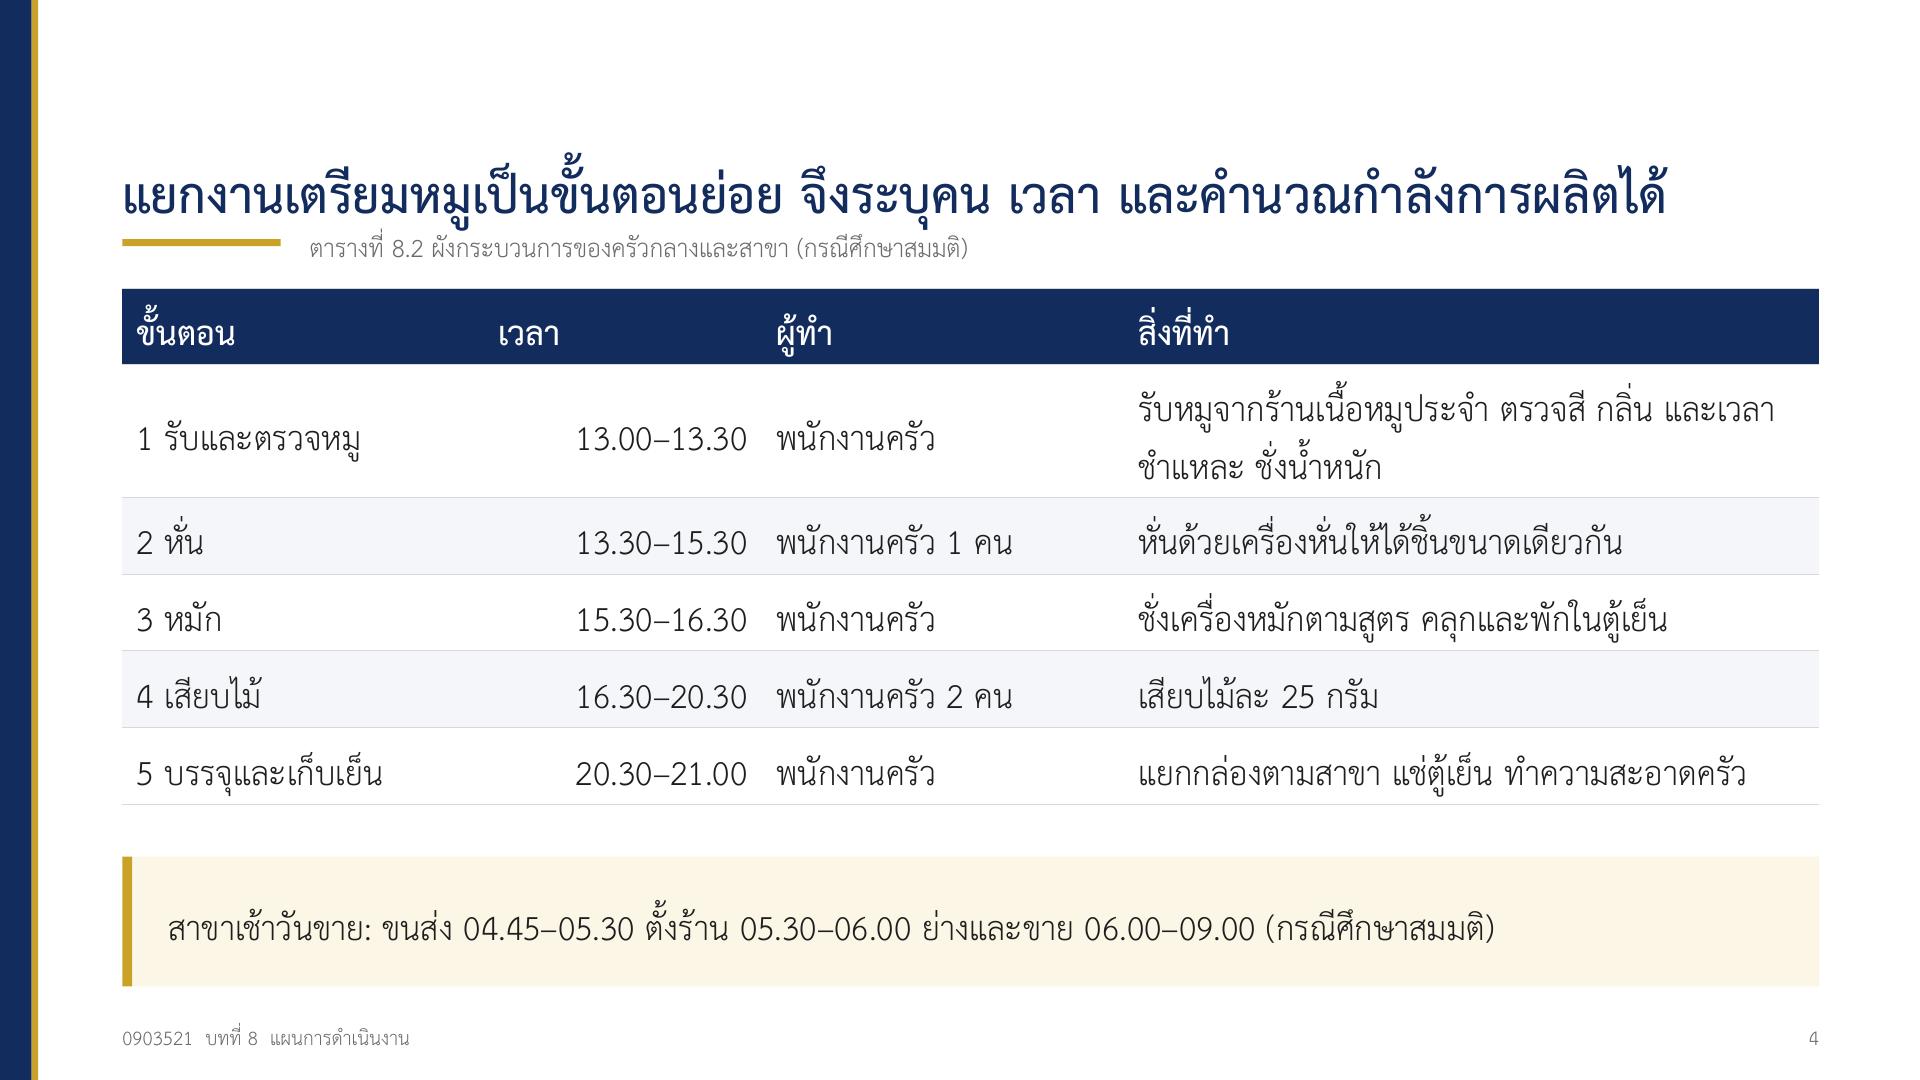 แยกงานเตรียมหมูเป็นขั้นตอนย่อย จึงระบุคน เวลา และคำนวณกำลังการผลิตได้
ตารางที่ 8.2 ผังกระบวนการของครัวกลางและสาขา (กรณีศึกษาสมมติ)
ขั้นตอน เวลา ผู้ทำ สิ่งที่ทำ
1 รับและตรวจหมู 13.00–13.30 พนักงานครัว รับหมูจากร้านเนื้อหมูประจำ ตรวจสี กลิ่น และเวลา
ชำแหละ ชั่งน้ำหนัก
2 หั่น 13.30–15.30 พนักงานครัว 1 คน หั่นด้วยเครื่องหั่นให้ได้ชิ้นขนาดเดียวกัน
3 หมัก 15.30–16.30 พนักงานครัว ชั่งเครื่องหมักตามสูตร คลุกและพักในตู้เย็น
4 เสียบไม้ 16.30–20.30 พนักงานครัว 2 คน เสียบไม้ละ 25 กรัม
5 บรรจุและเก็บเย็น 20.30–21.00 พนักงานครัว แยกกล่องตามสาขา แช่ตู้เย็น ทำความสะอาดครัว
สาขาเช้าวันขาย: ขนส่ง 04.45–05.30 ตั้งร้าน 05.30–06.00 ย่างและขาย 06.00–09.00 (กรณีศึกษาสมมติ)
0903521 บทที่ 8 แผนการดำเนินงาน 4